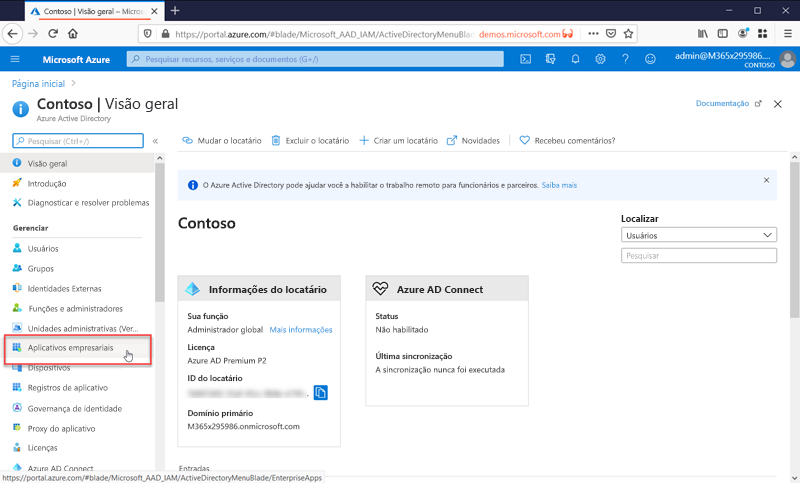 Contoso | Visão geral – Micros
https://portal.azure.com/#blade/Microsoft_AAD_IAM/ActiveDirectoryMenuBlad demos.microsoft.com
Microsoft Azure
Pesquisar recursos, serviços e documentos (G+/)
admin@M365x295986....
CONTOSO
Página inicial >
Contoso | Visão geral
Azure Active Directory
Documentação
Pesquisar (Ctrl+/)
Mudar o locatário
Excluir o locatário
Criar um locatário
Novidades
Recebeu comentários?
Visão geral
Introdução
Diagnosticar e resolver problemas
Gerenciar
Usuários
Grupos
Identidades Externas
Funções e administradores
Unidades administrativas (Ver...
Aplicativos empresariais
Dispositivos
Registros de aplicativo
Governança de identidade
Proxy do aplicativo
Licenças
Azure AD Connect
O Azure Active Directory pode ajudar você a habilitar o trabalho remoto para funcionários e parceiros. Saiba mais
Contoso
Localizar
Usuários
Pesquisar
Informações do locatário
Sua função
Administrador global Mais informações
Licença
Azure AD Premium P2
ID do locatário
Domínio primário
M365x295986.onmicrosoft.com
Azure AD Connect
Status
Não habilitado
Última sincronização
A sincronização nunca foi executada
Entradas
https://portal.azure.com/#blade/Microsoft_AAD_IAM/ActiveDirectoryMenuBlade/EnterpriseApps